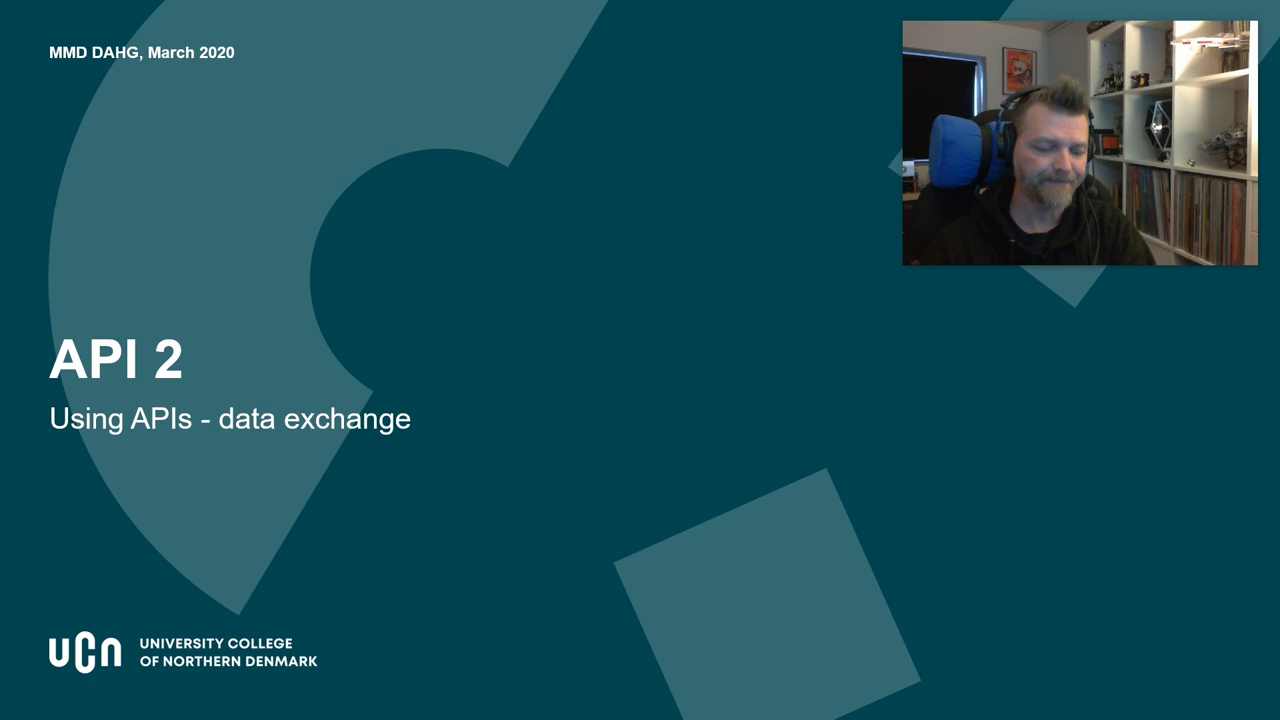 MMD DAHG, March 2020
API 2
Using APIs - data exchange
ucn
UNIVERSITY COLLEGE
OF NORTHERN DENMARK